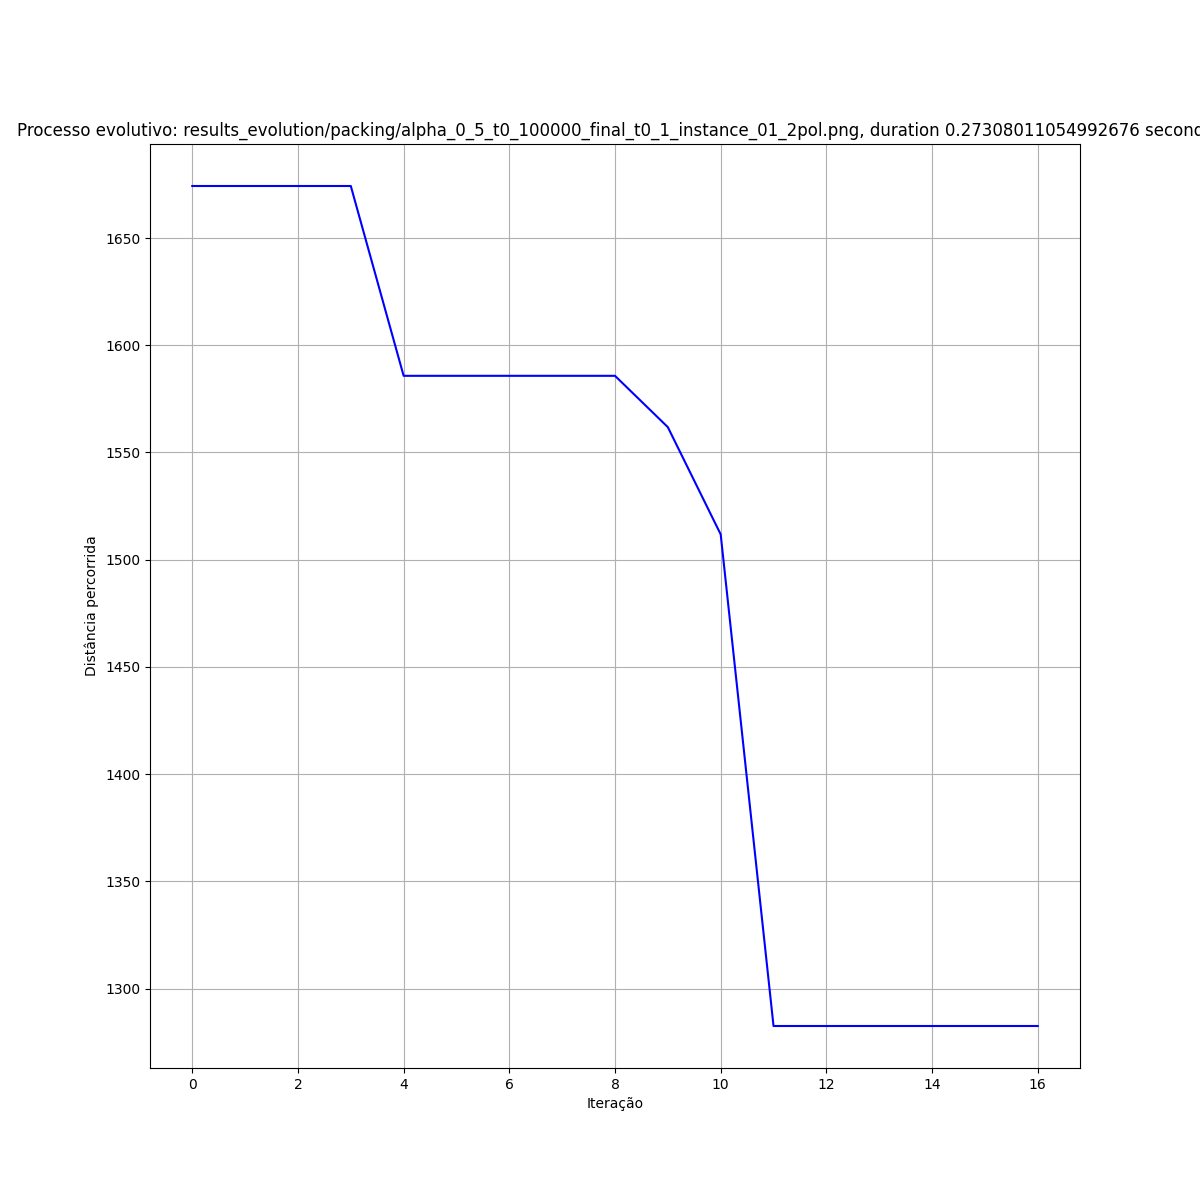 Processo evolutivo: results_evolution/packing/alpha_0_5_t0_100000_final_t0_1_instance_01_2pol.png, duration 0.27308011054992676 secon
1650
1600
1550
1500
1450
1400
1350
1300
Distância percorrida
0 2 4 6 8 10 12 14 16
Iteração